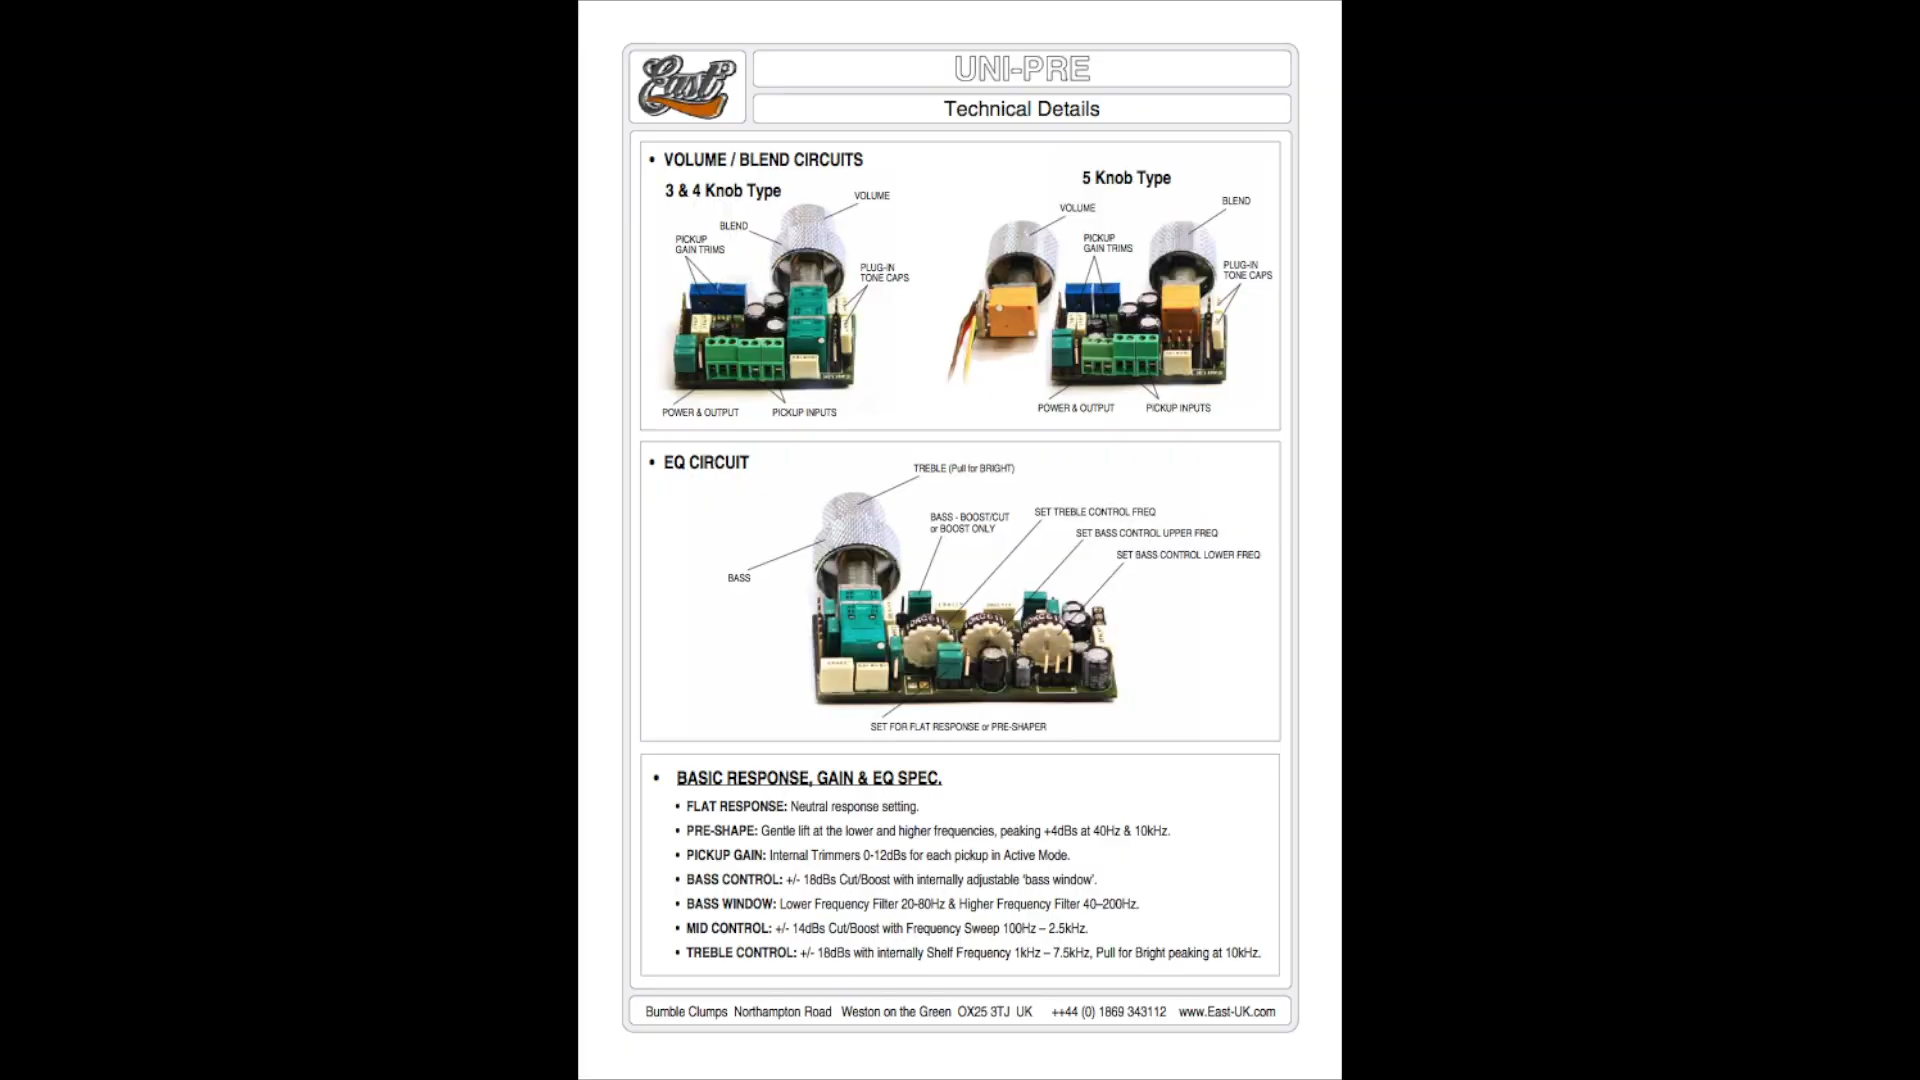 East
UNI-PRE
Technical Details
• VOLUME / BLEND CIRCUITS
3 & 4 Knob Type
VOLUME
BLEND
PICKUP
GAIN TRIMS
PLUG-IN
TONE CAPS
POWER & OUTPUT
PICKUP INPUTS
5 Knob Type
VOLUME
BLEND
PICKUP
GAIN TRIMS
PLUG-IN
TONE CAPS
POWER & OUTPUT
PICKUP INPUTS
• EQ CIRCUIT
TREBLE (Pull for BRIGHT)
BASS - BOOST/CUT
or BOOST ONLY
SET TREBLE CONTROL FREQ
SET BASS CONTROL UPPER FREQ
SET BASS CONTROL LOWER FREQ
BASS
SET FOR FLAT RESPONSE or PRE-SHAPER
• BASIC RESPONSE, GAIN & EQ SPEC.
• FLAT RESPONSE: Neutral response setting.
• PRE-SHAPE: Gentle lift at the lower and higher frequencies, peaking +4dBs at 40Hz & 10kHz.
• PICKUP GAIN: Internal Trimmers 0-12dBs for each pickup in Active Mode.
• BASS CONTROL: +/- 18dBs Cut/Boost with internally adjustable 'bass window'.
• BASS WINDOW: Lower Frequency Filter 20-80Hz & Higher Frequency Filter 40–200Hz.
• MID CONTROL: +/- 14dBs Cut/Boost with Frequency Sweep 100Hz – 2.5kHz.
• TREBLE CONTROL: +/- 18dBs with internally Shelf Frequency 1kHz – 7.5kHz, Pull for Bright peaking at 10kHz.
Bumble Clumps Northampton Road Weston on the Green OX25 3TJ UK ++44 (0) 1869 343112 www.East-UK.com